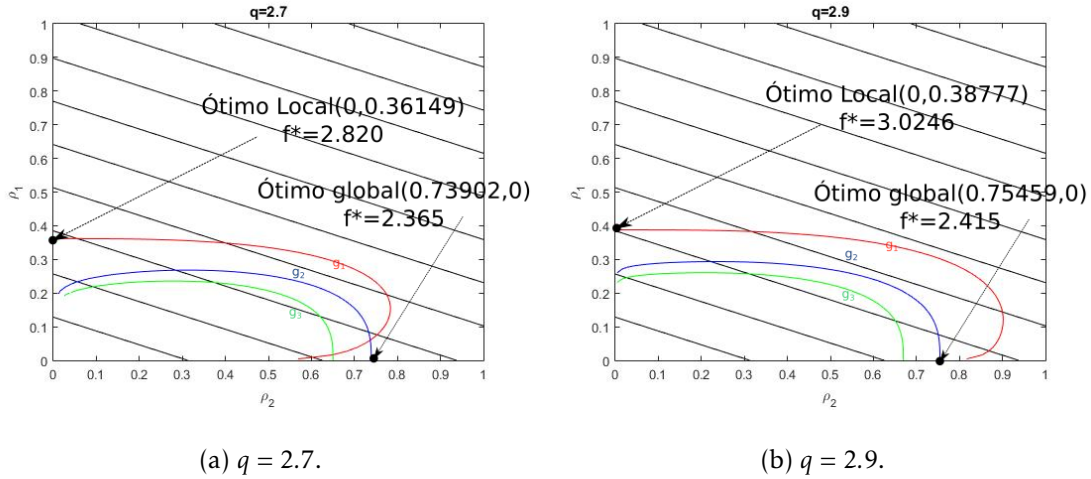 q=2.7
1
0.9
0.8
0.7
0.6
0.5
0.4
0.3
0.2
0.1
0
ρ₁
Ótimo Local(0,0.36149)
f*=2.820
Ótimo global(0.73902,0)
f*=2.365
g₁
g₂
g₃
0 0.1 0.2 0.3 0.4 0.5 0.6 0.7 0.8 0.9 1
ρ₂
(a) q = 2.7.
q=2.9
1
0.9
0.8
0.7
0.6
0.5
0.4
0.3
0.2
0.1
0
ρ₁
Ótimo Local(0,0.38777)
f*=3.0246
Ótimo global(0.75459,0)
f*=2.415
g₁
g₂
g₃
0 0.1 0.2 0.3 0.4 0.5 0.6 0.7 0.8 0.9 1
ρ₂
(b) q = 2.9.